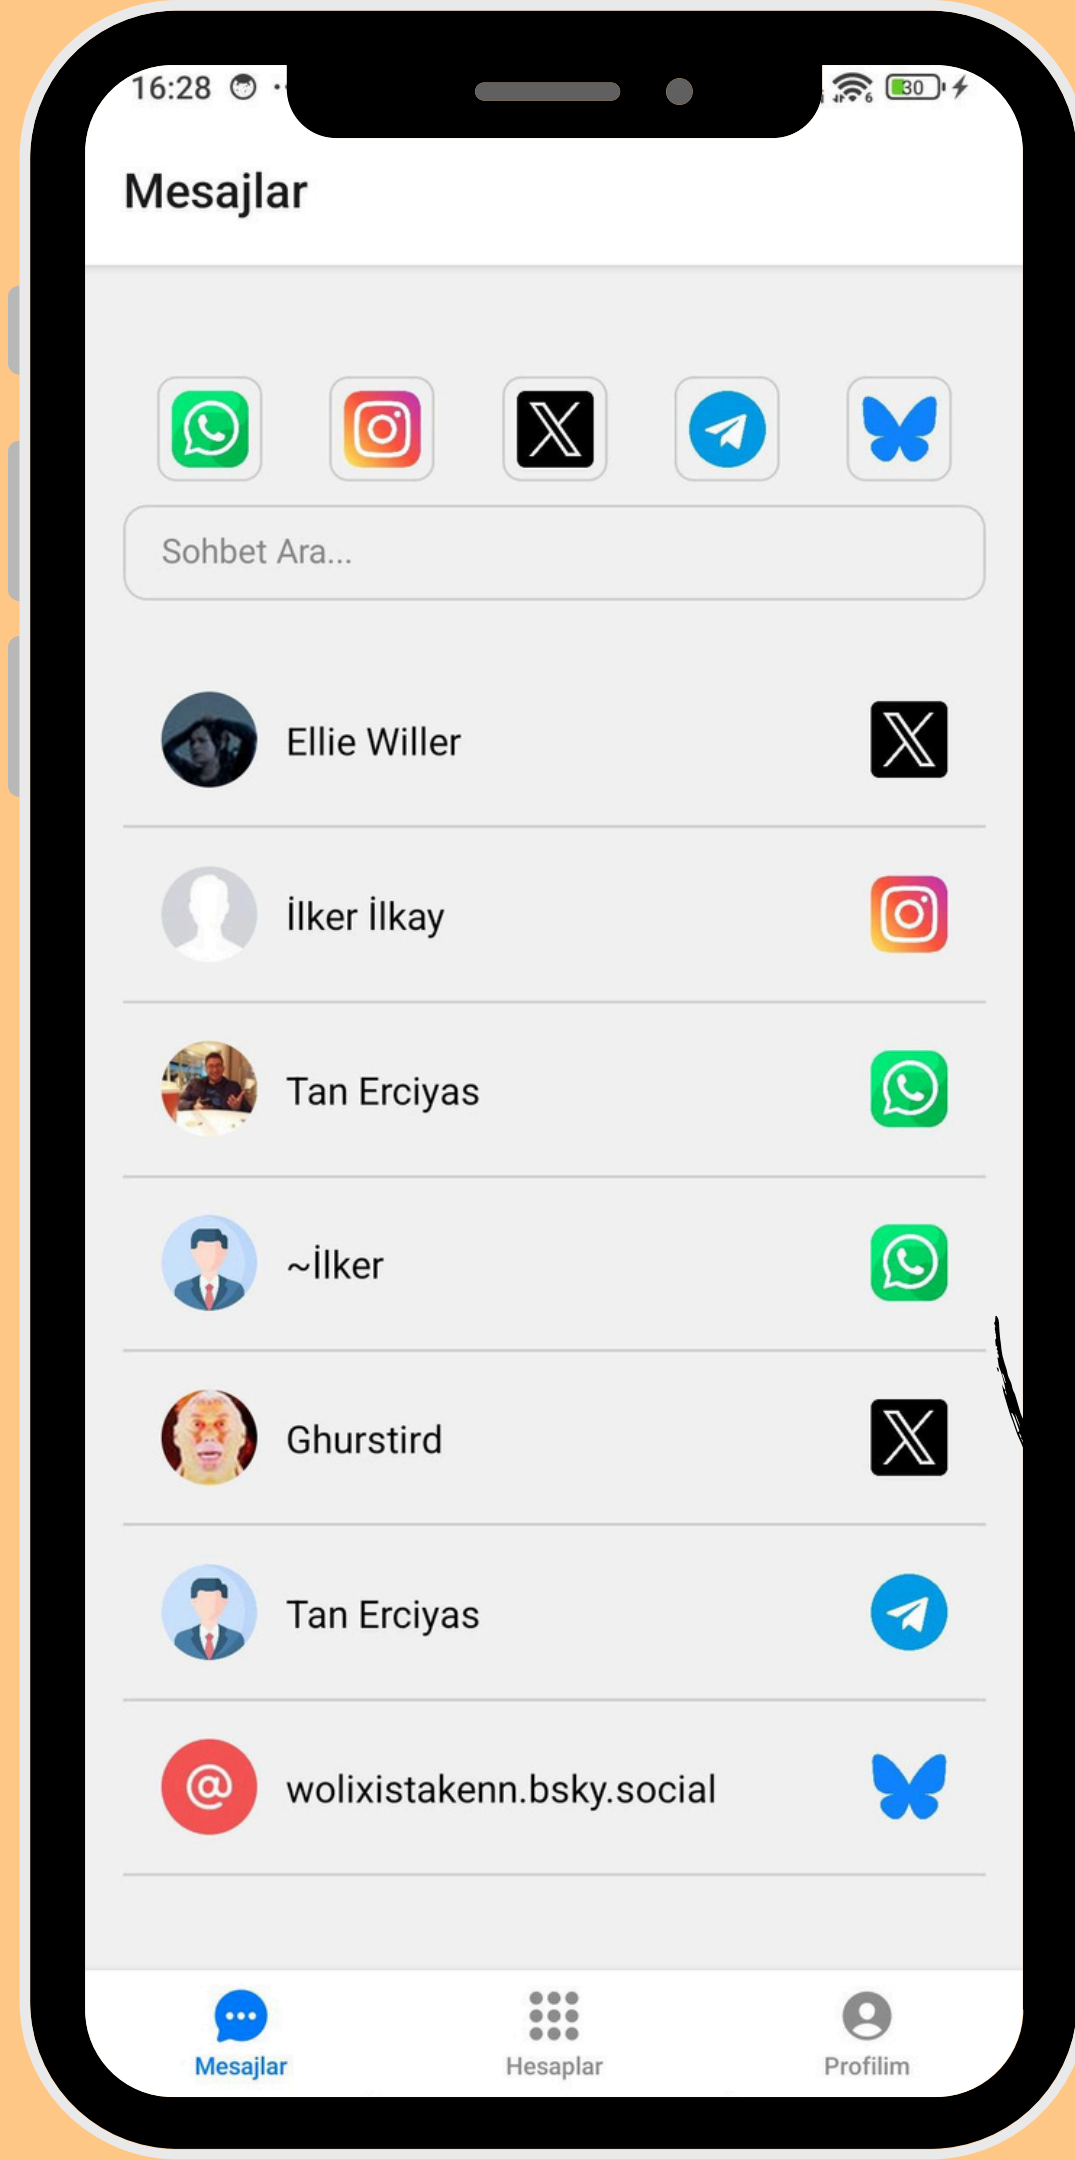 16:28
30
Mesajlar
Sohbet Ara...
Ellie Willer
İlker İlkay
Tan Erciyas
~İlker
Ghurstird
Tan Erciyas
wolixistakenn.bsky.social
Mesajlar
Hesaplar
Profilim